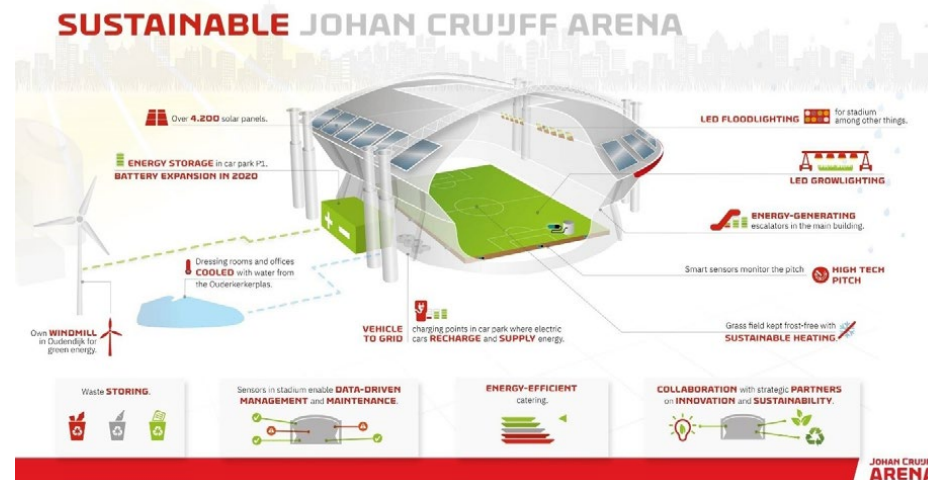 SUSTAINABLE JOHAN CRUIJFF ARENA
Over 4.200 solar panels.
ENERGY STORAGE in car park P1.
BATTERY EXPANSION IN 2020
Dressing rooms and offices
COOLED with water from
the Ouderkerkerplas.
Own WINDMILL
in Oudendijk for
green energy.
VEHICLE
TO GRID
charging points in car park where electric
cars RECHARGE and SUPPLY energy.
LED FLOODLIGHTING
for stadium
among other things.
LED GROWLIGHTING
ENERGY-GENERATING
escalators in the main building.
Smart sensors monitor the pitch
HIGH TECH
PITCH
Grass field kept frost-free with
SUSTAINABLE HEATING.
Waste STORING.
Sensors in stadium enable DATA-DRIVEN
MANAGEMENT and MAINTENANCE.
ENERGY-EFFICIENT
catering.
COLLABORATION with strategic PARTNERS
on INNOVATION and SUSTAINABILITY.
JOHAN CRUIJ
ARENA